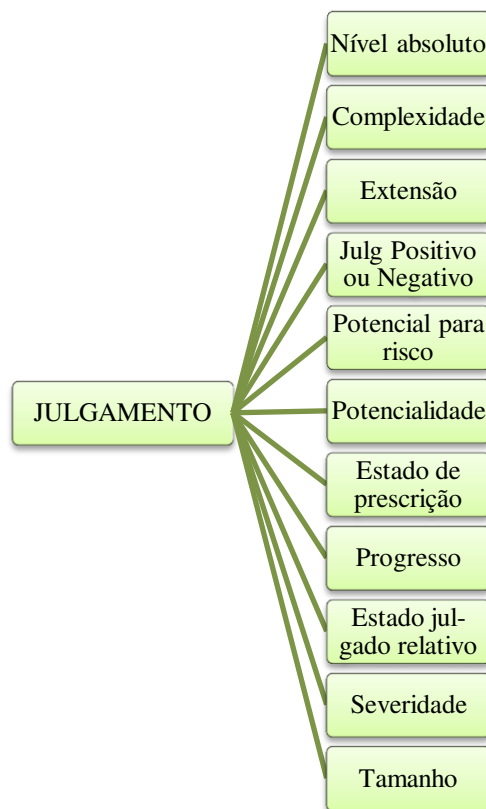 Nível absoluto
Complexidade
Extensão
Julg Positivo
ou Negativo
Potencial para
risco
JULGAMENTO
Potencialidade
Estado de
prescrição
Progresso
Estado jul-
gado relativo
Severidade
Tamanho